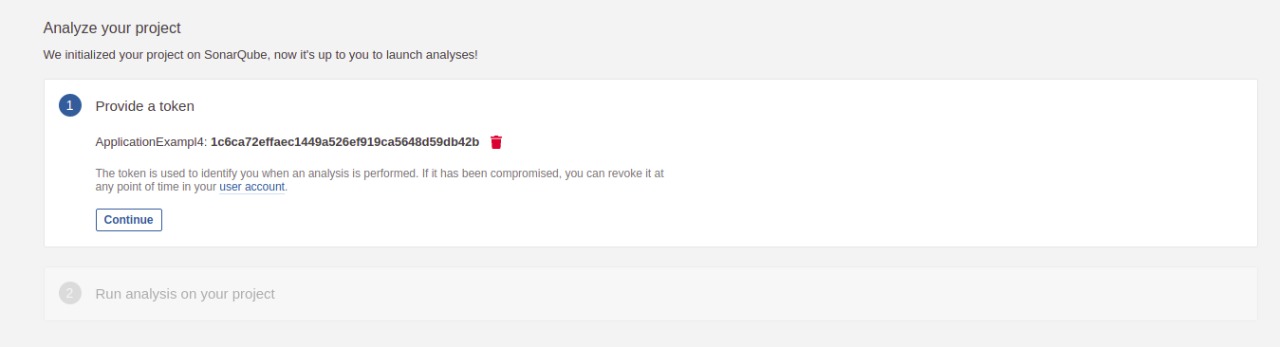 Analyze your project
We initialized your project on SonarQube, now it's up to you to launch analyses!
1 Provide a token
ApplicationExampl4: 1c6ca72effaec1449a526ef919ca5648d59db42b
The token is used to identify you when an analysis is performed. If it has been compromised, you can revoke it at
any point of time in your user account.
Continue
2 Run analysis on your project